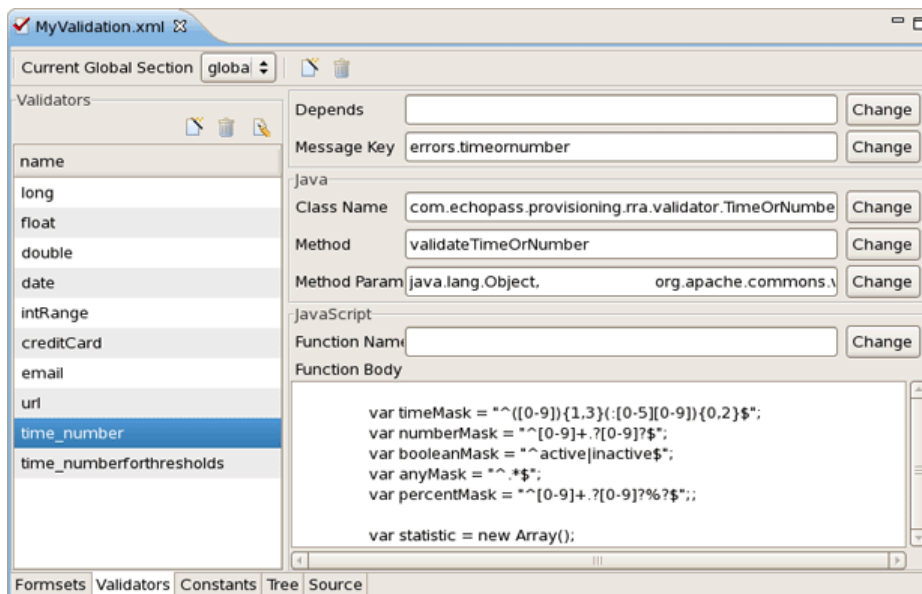 MyValidation.xml
Current Global Section global
Validators
name
long
float
double
date
intRange
creditCard
email
url
time_number
time_numberforthresholds
Depends Change
Message Key errors.timeornumber Change
Java
Class Name com.echopass.provisioning.rra.validator.TimeOrNumbe Change
Method validateTimeOrNumber Change
Method Param java.lang.Object, org.apache.commons.v Change
JavaScript
Function Name Change
Function Body
var timeMask = "^([0-9]){1,3}(:[0-5][0-9]){0,2}$";
var numberMask = "^[0-9]+.?[0-9]?$";
var booleanMask = "^active|inactive$";
var anyMask = "^.*$";
var percentMask = "^[0-9]+.?[0-9]?%?$";;
var statistic = new Array();
Formsets Validators Constants Tree Source